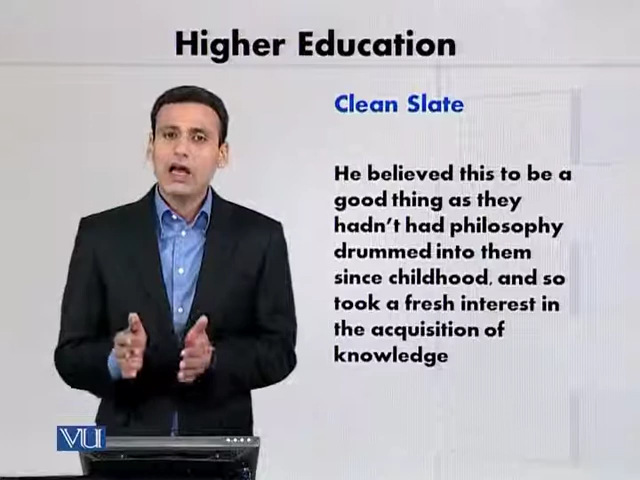 Higher Education
Clean Slate
He believed this to be a
good thing as they
hadn't had philosophy
drummed into them
since childhood, and so
took a fresh interest in
the acquisition of
knowledge
VU